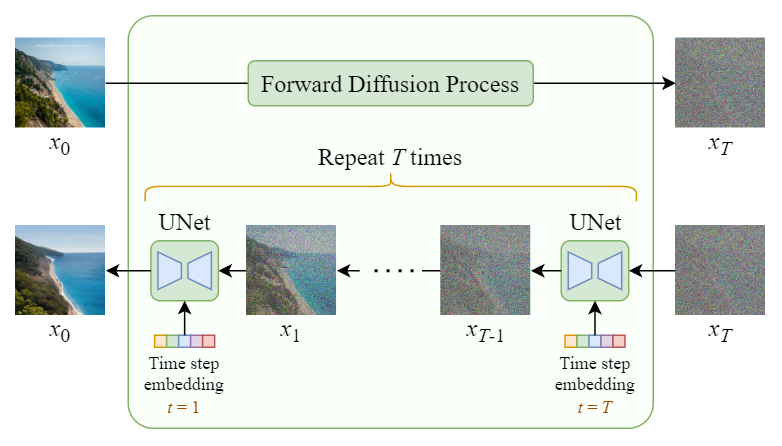 Forward Diffusion Process
x0
xT
Repeat T times
UNet
UNet
x0
x1
. . . .
xT-1
xT
Time step
embedding
t = 1
Time step
embedding
t = T